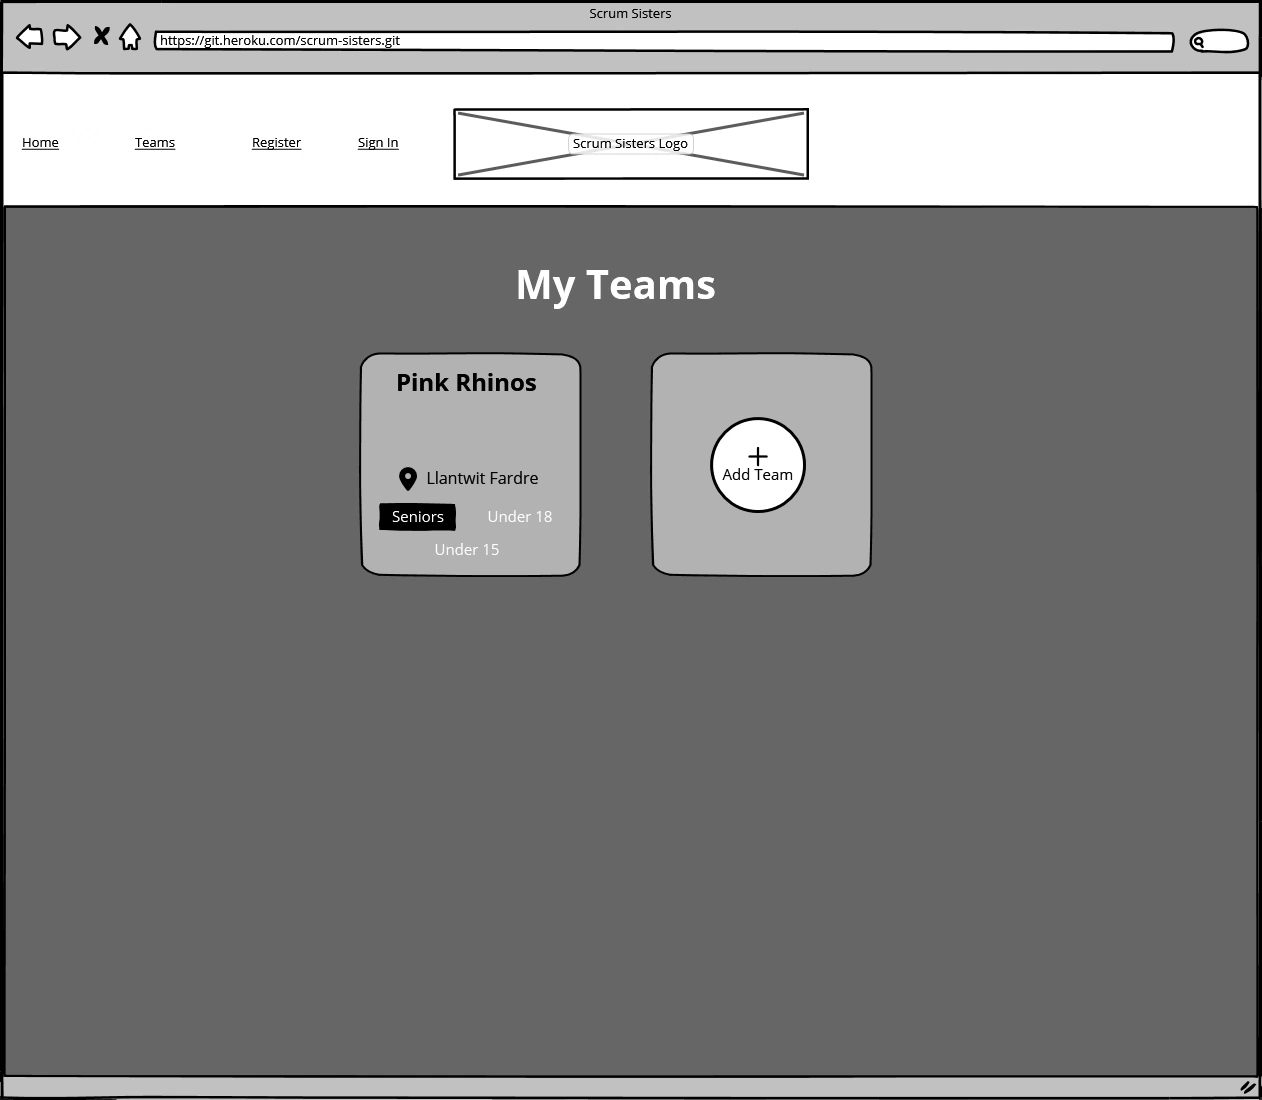 Scrum Sisters
https://git.heroku.com/scrum-sisters.git
Home Teams Register Sign In Scrum Sisters Logo
My Teams
Pink Rhinos
Llantwit Fardre
Seniors Under 18
Under 15
Add Team